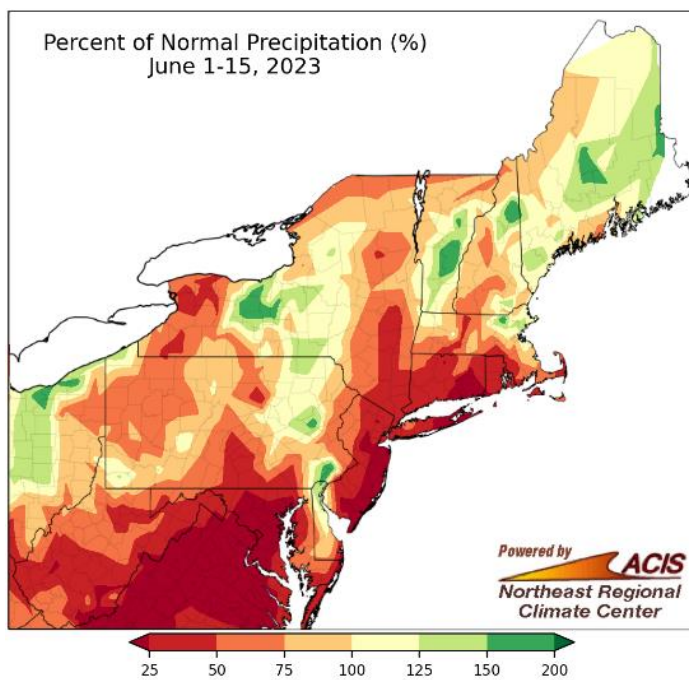 Percent of Normal Precipitation (%)
June 1-15, 2023
Powered by
ACIS
Northeast Regional
Climate Center
25 50 75 100 125 150 200